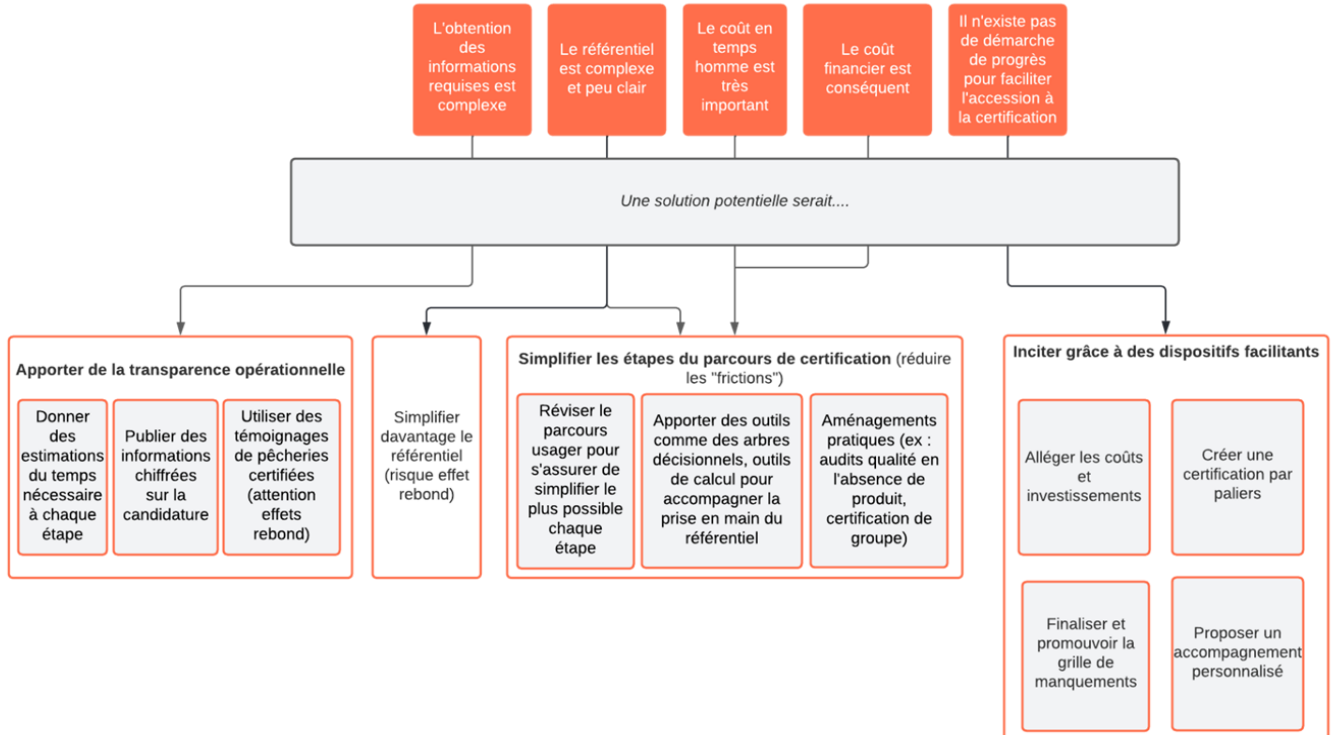 L'obtention
des
informations
requises est
complexe
Le référentiel
est complexe
et peu clair
Le coût en
temps
homme est
très
important
Le coût
financier est
conséquent
Il n'existe pas
de démarche
de progrès
pour faciliter
l'accession à
la certification
Une solution potentielle serait....
Apporter de la transparence opérationnelle
Donner
des
estimations
du temps
nécessaire
à chaque
étape
Publier des
informations
chiffrées
sur la
candidature
Utiliser des
témoignages
de pêcheries
certifiées
(attention
effets
rebond)
Simplifier
davantage le
référentiel
(risque effet
rebond)
Simplifier les étapes du parcours de certification (réduire
les "frictions")
Réviser le
parcours
usager pour
s'assurer de
simplifier le
plus possible
chaque
étape
Apporter des outils
comme des arbres
décisionnels, outils
de calcul pour
accompagner la
prise en main du
référentiel
Aménagements
pratiques (ex :
audits qualité en
l'absence de
produit,
certification de
groupe)
Inciter grâce à des dispositifs facilitants
Alléger les coûts
et
investissements
Créer une
certification par
paliers
Finaliser et
promouvoir la
grille de
manquements
Proposer un
accompagnement
personnalisé